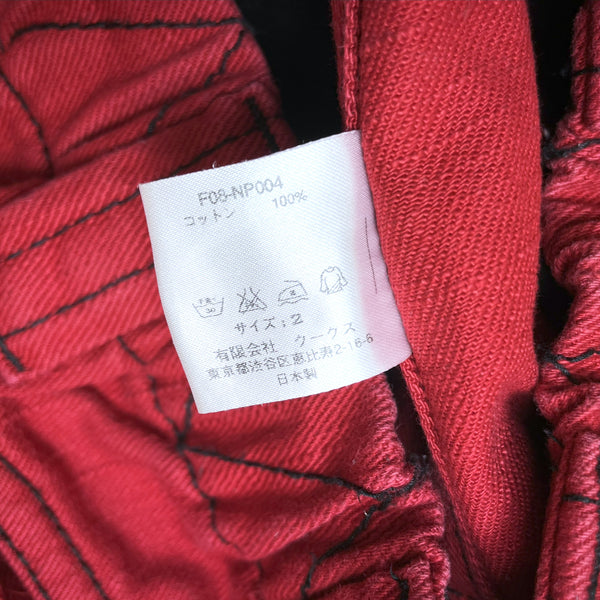 F08-NP004
コットン 100%
サイズ:2
有限会社 ウークス
東京都渋谷区恵比寿2-16-6
日本製